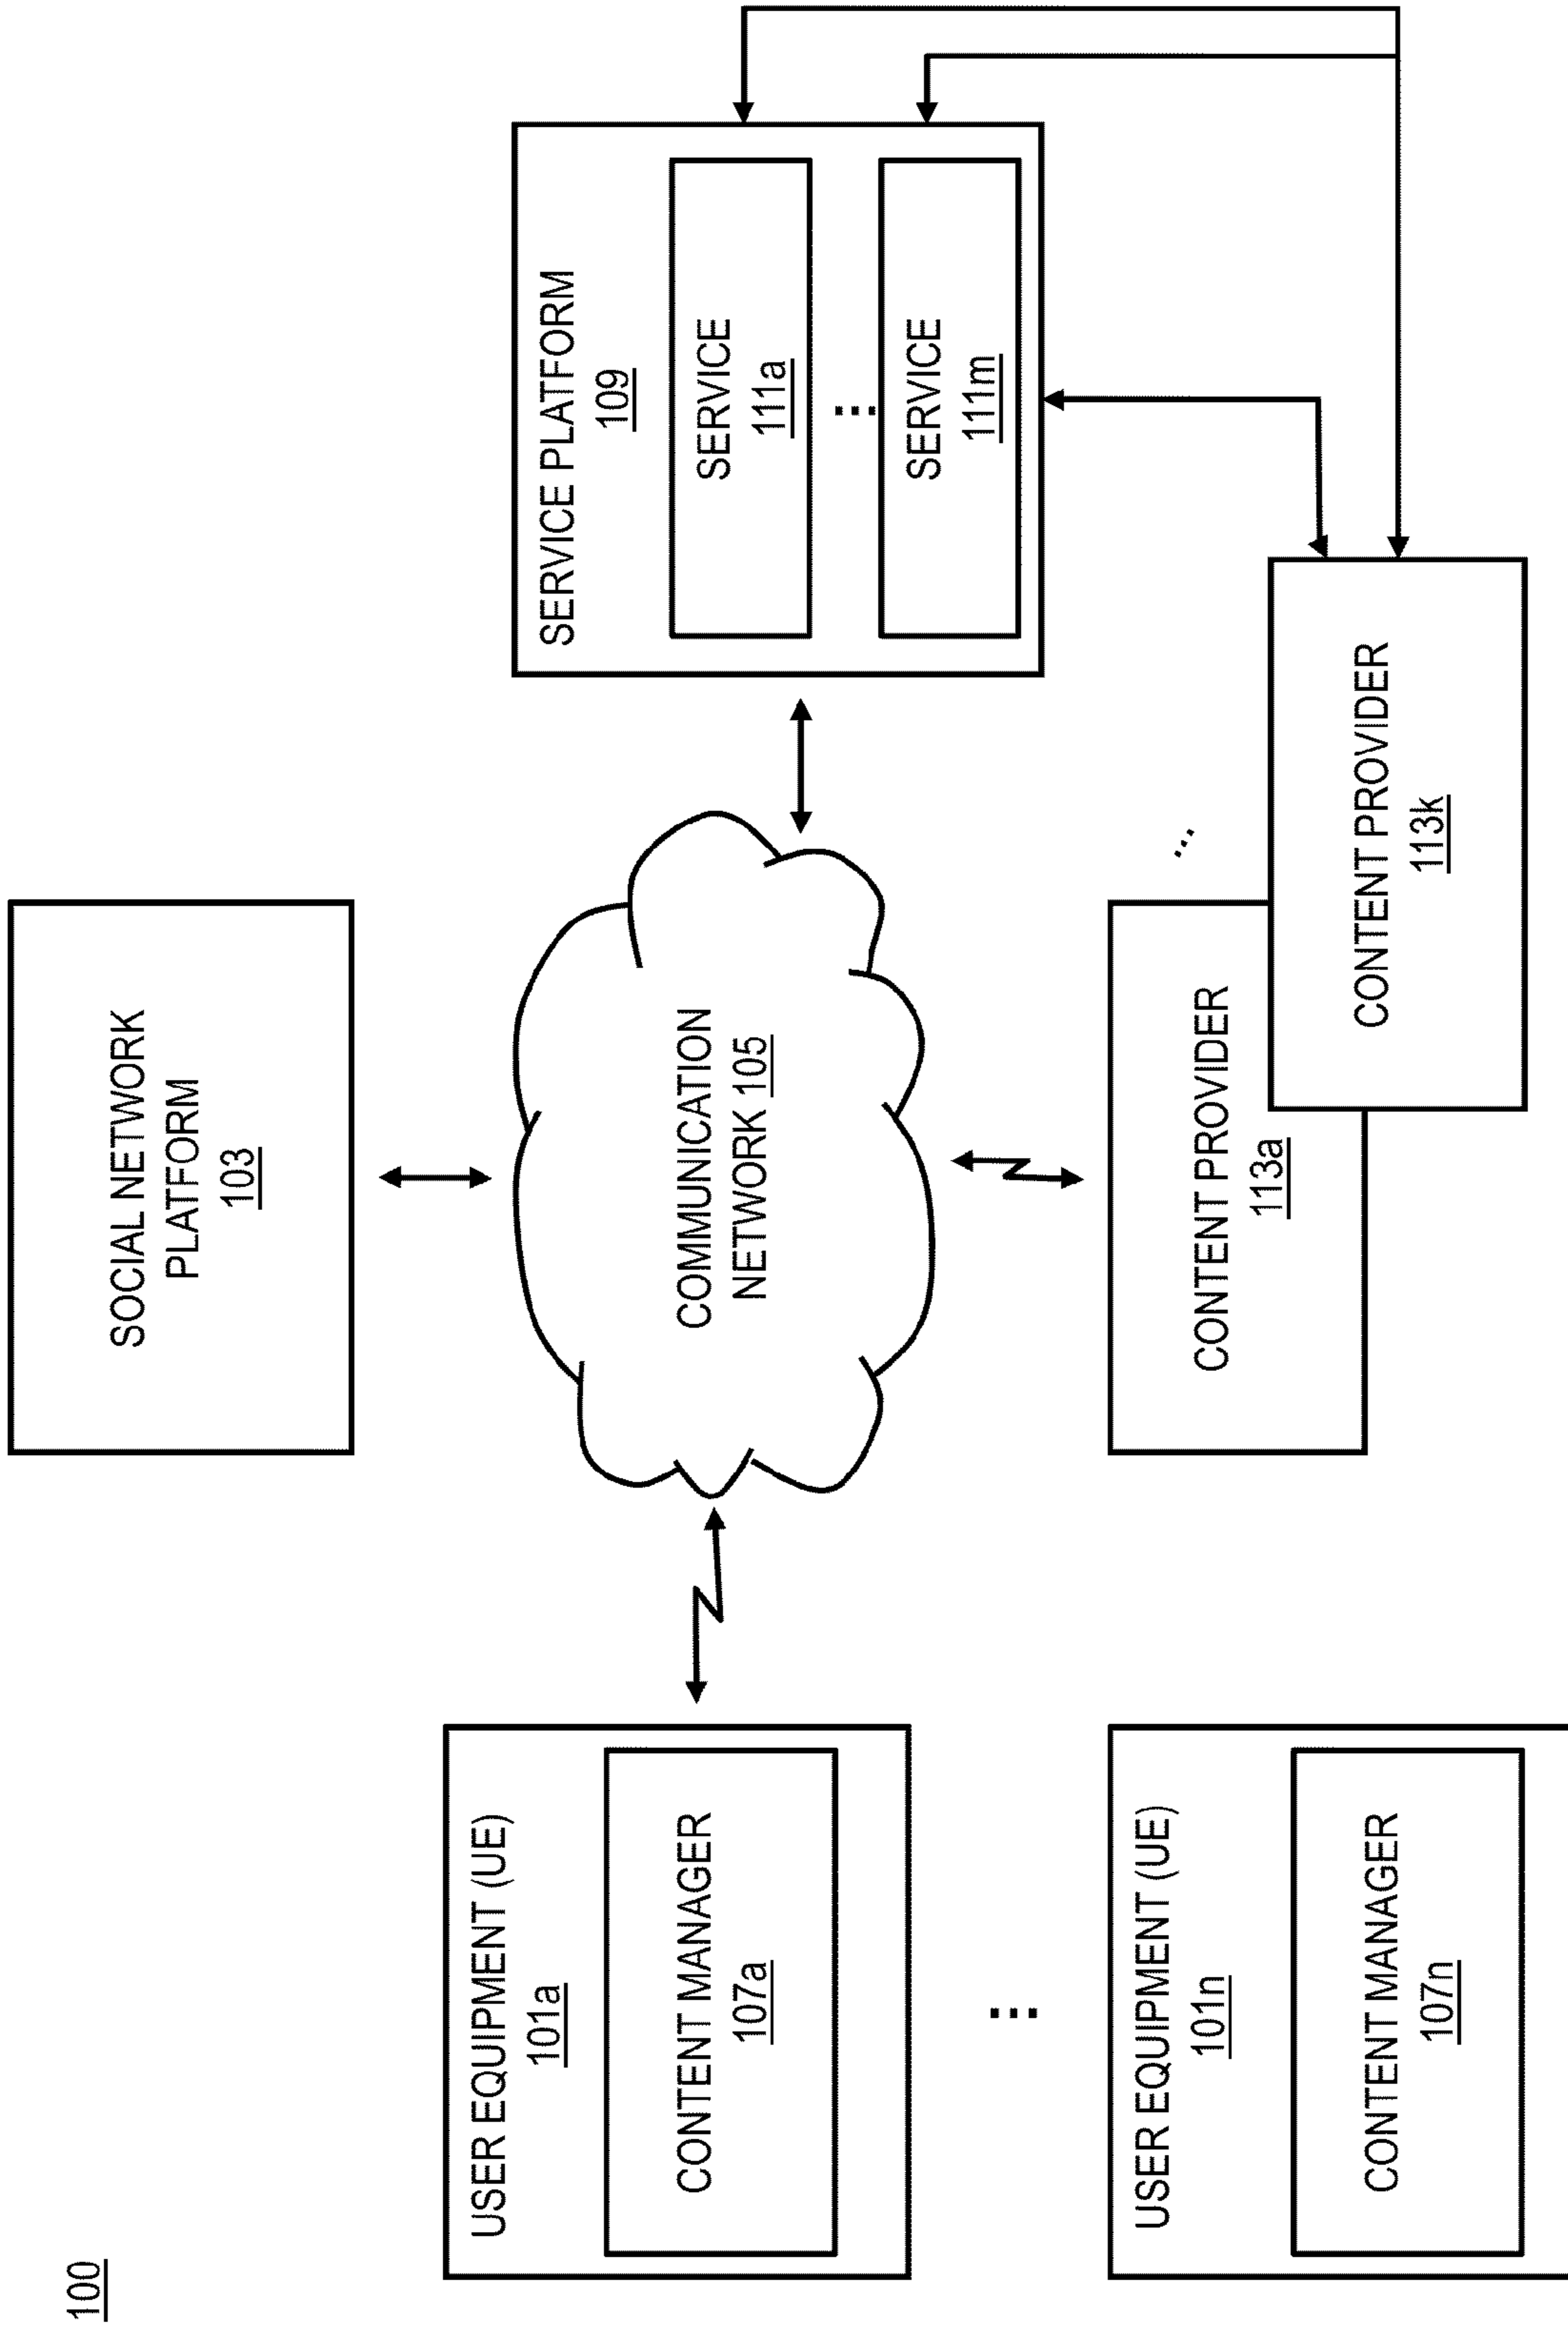 100
SOCIAL NETWORK
PLATFORM
103
USER EQUIPMENT (UE)
101a
CONTENT MANAGER
107a
...
USER EQUIPMENT (UE)
101n
CONTENT MANAGER
107n
COMMUNICATION
NETWORK 105
SERVICE PLATFORM
109
SERVICE
111a
...
SERVICE
111m
CONTENT PROVIDER
113a
...
CONTENT PROVIDER
113k